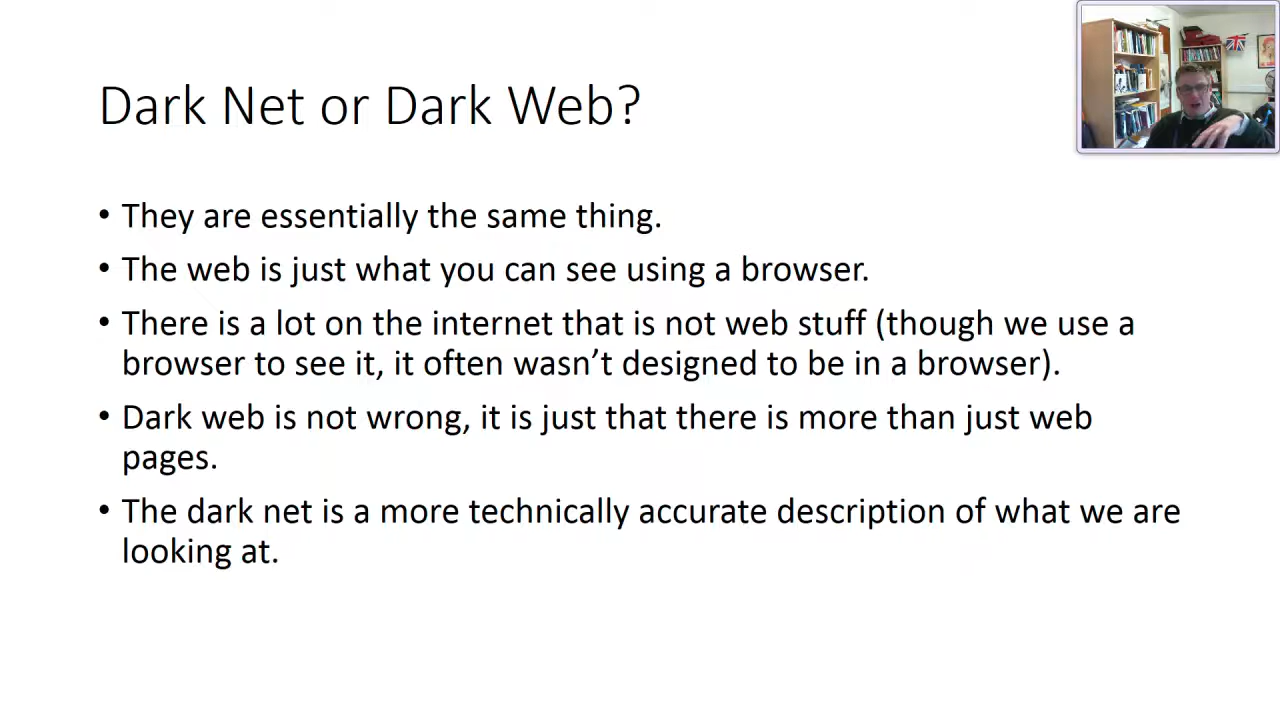 Dark Net or Dark Web?
• They are essentially the same thing.
• The web is just what you can see using a browser.
• There is a lot on the internet that is not web stuff (though we use a
browser to see it, it often wasn’t designed to be in a browser).
• Dark web is not wrong, it is just that there is more than just web
pages.
• The dark net is a more technically accurate description of what we are
looking at.